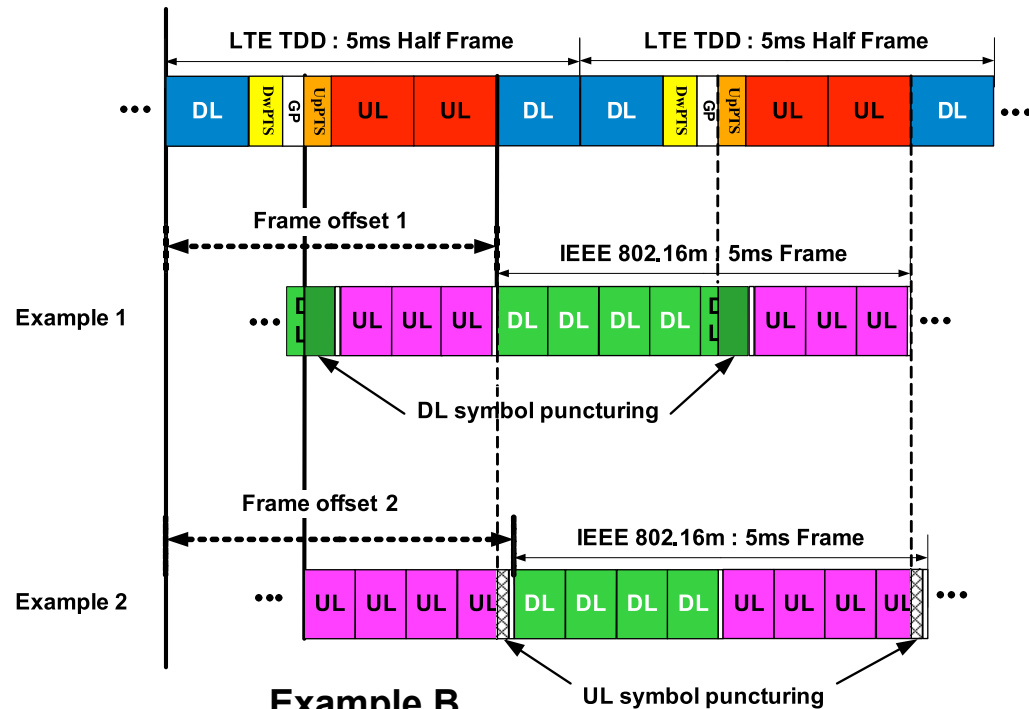 LTE TDD : 5ms Half Frame LTE TDD : 5ms Half Frame
••• DL DwPTS GP UpPTS UL UL DL DL DwPTS GP UpPTS UL UL DL •••
Frame offset 1
IEEE 802.16m : 5ms Frame
Example 1 ••• DL UL UL UL DL DL DL DL DL UL UL UL •••
DL symbol puncturing
Frame offset 2
IEEE 802.16m : 5ms Frame
Example 2 ••• UL UL UL UL DL DL DL DL UL UL UL UL •••
UL symbol puncturing
Example B